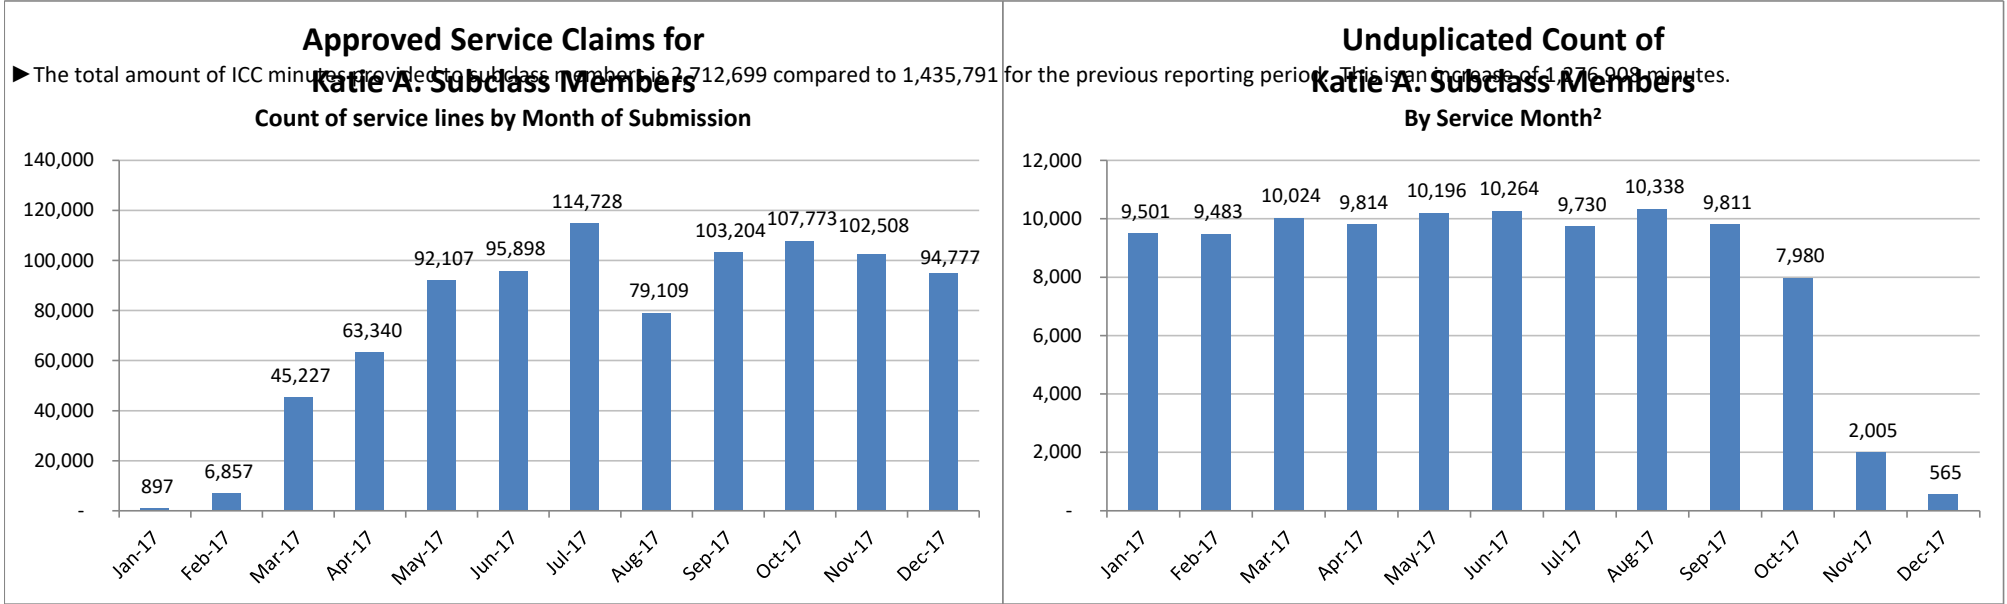 Approved Service Claims for
Katie A. Subclass Members
Count of service lines by Month of Submission
►The total amount of ICC minutes provided to subclass members is 2,712,699 compared to 1,435,791 for the previous reporting period. This is an increase of 1,276,908 minutes.
140,000
120,000
100,000
80,000
60,000
40,000
20,000
-
897
6,857
45,227
63,340
92,107
95,898
114,728
79,109
103,204
107,773
102,508
94,777
Jan-17
Feb-17
Mar-17
Apr-17
May-17
Jun-17
Jul-17
Aug-17
Sep-17
Oct-17
Nov-17
Dec-17
Unduplicated Count of
Katie A. Subclass Members
By Service Month²
12,000
10,000
8,000
6,000
4,000
2,000
-
9,501
9,483
10,024
9,814
10,196
10,264
9,730
10,338
9,811
7,980
2,005
565
Jan-17
Feb-17
Mar-17
Apr-17
May-17
Jun-17
Jul-17
Aug-17
Sep-17
Oct-17
Nov-17
Dec-17